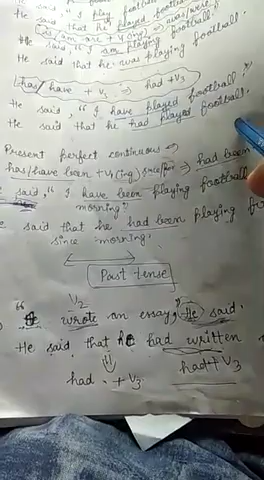 He said, "I play football
He said that he played football.
is/am/are + V1(ing) ⇒ was/were
He said "I am playing football."
He said that he was playing football.
has/have + V3 ⇒ had + V3
He said, "I have played football."
He said that he had played football.
Present perfect continuous ⇒
has/have been + V1(ing) since/for ⇒ had been
said, "I have been playing football
morning."
said that he had been playing
since morning.
Past tense
V2
"I wrote an essay," He said.
He said that he had written
had + V3
had + V3